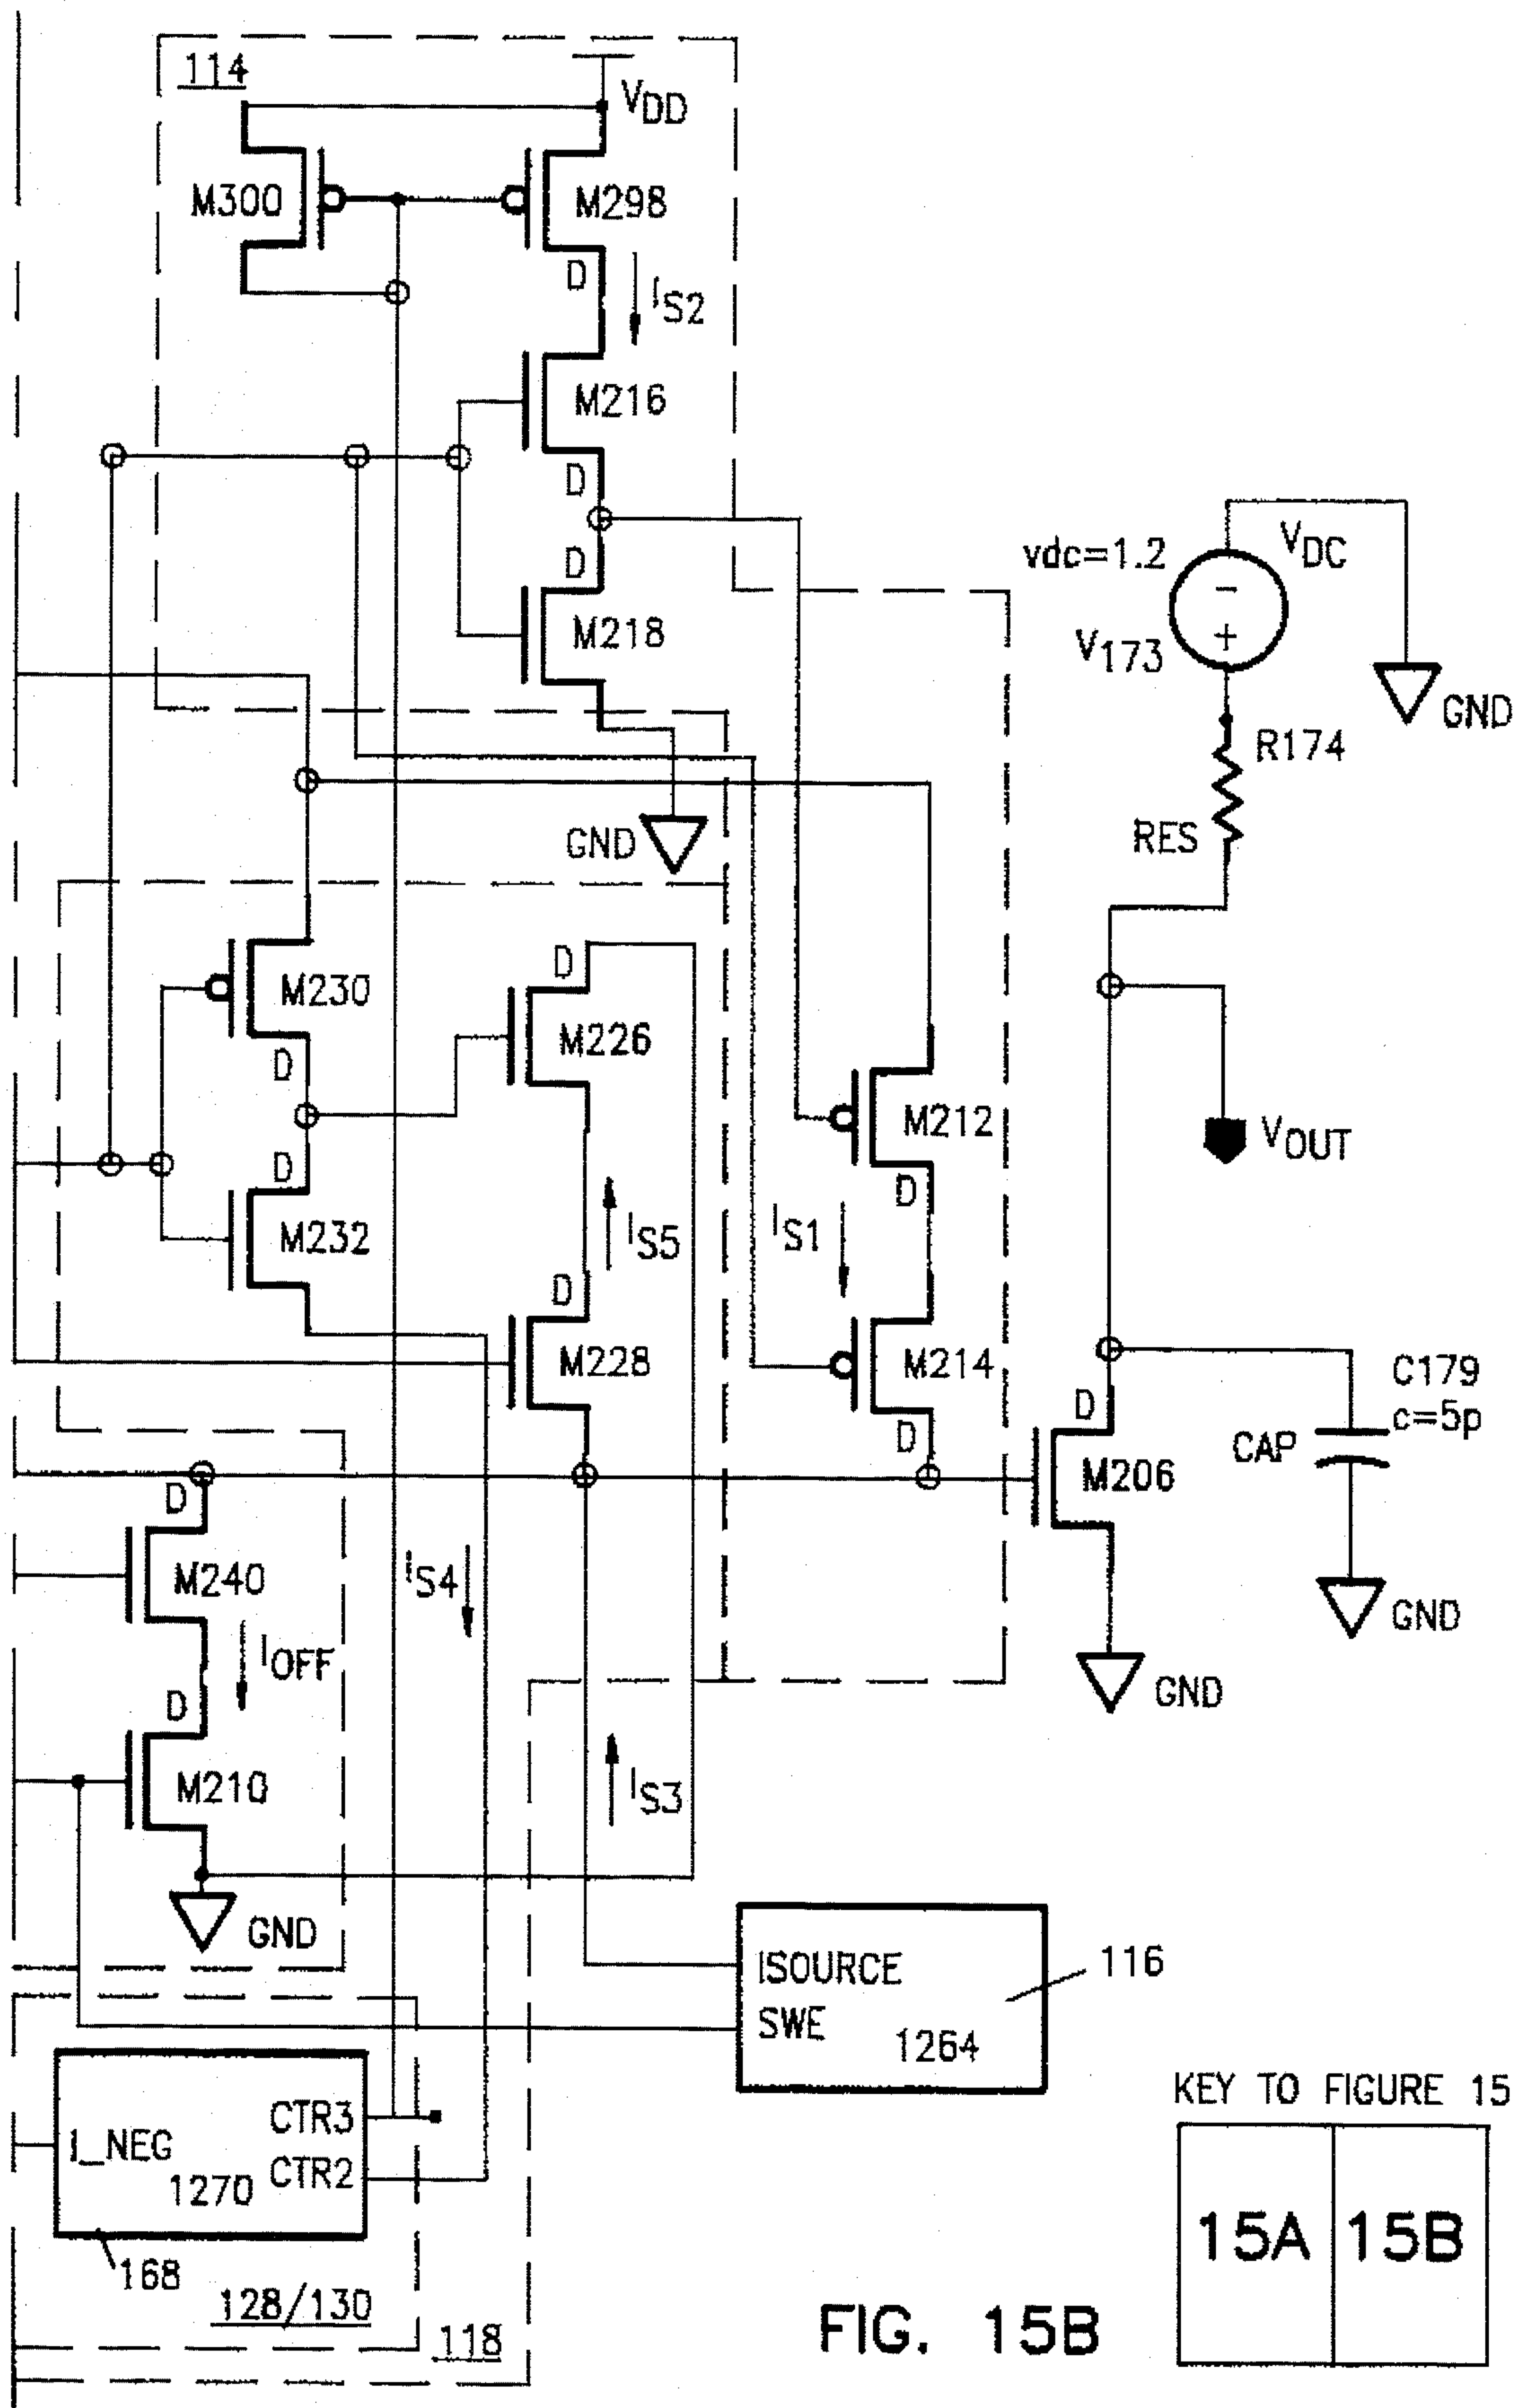 114
VDD
M300
M298
D
IS2
M216
D
D
M218
vdc=1.2
VDC
-
+
V173
GND
R174
RES
GND
M230
D
M226
D
M212
D
VOUT
D
M232
IS5
IS1
D
M228
M214
D
D
C179
c=5p
CAP
M206
D
M240
IS4
IOFF
GND
GND
D
M210
IS3
GND
ISOURCE
SWE
1264
116
CTR3
I_NEG
CTR2
1270
168
128/130
118
KEY TO FIGURE 15
15A
15B
FIG. 15B